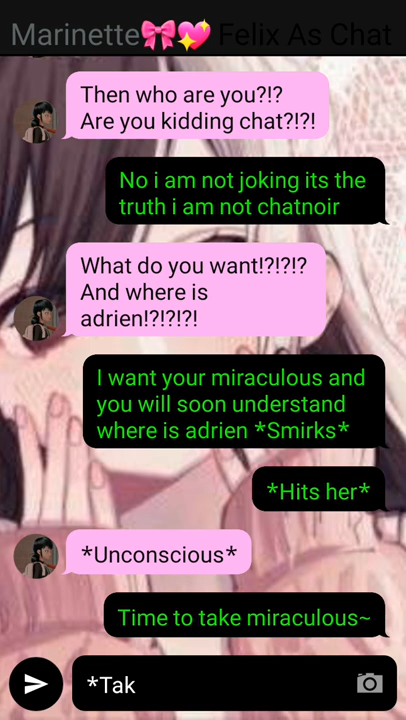 Marinette🎀💖 Felix As Chat
Then who are you?!?
Are you kidding chat?!?!
No i am not joking its the
truth i am not chatnoir
What do you want!?!?!?
And where is
adrien!?!?!?!
I want your miraculous and
you will soon understand
where is adrien *Smirks*
*Hits her*
*Unconscious*
Time to take miraculous~
*Tak